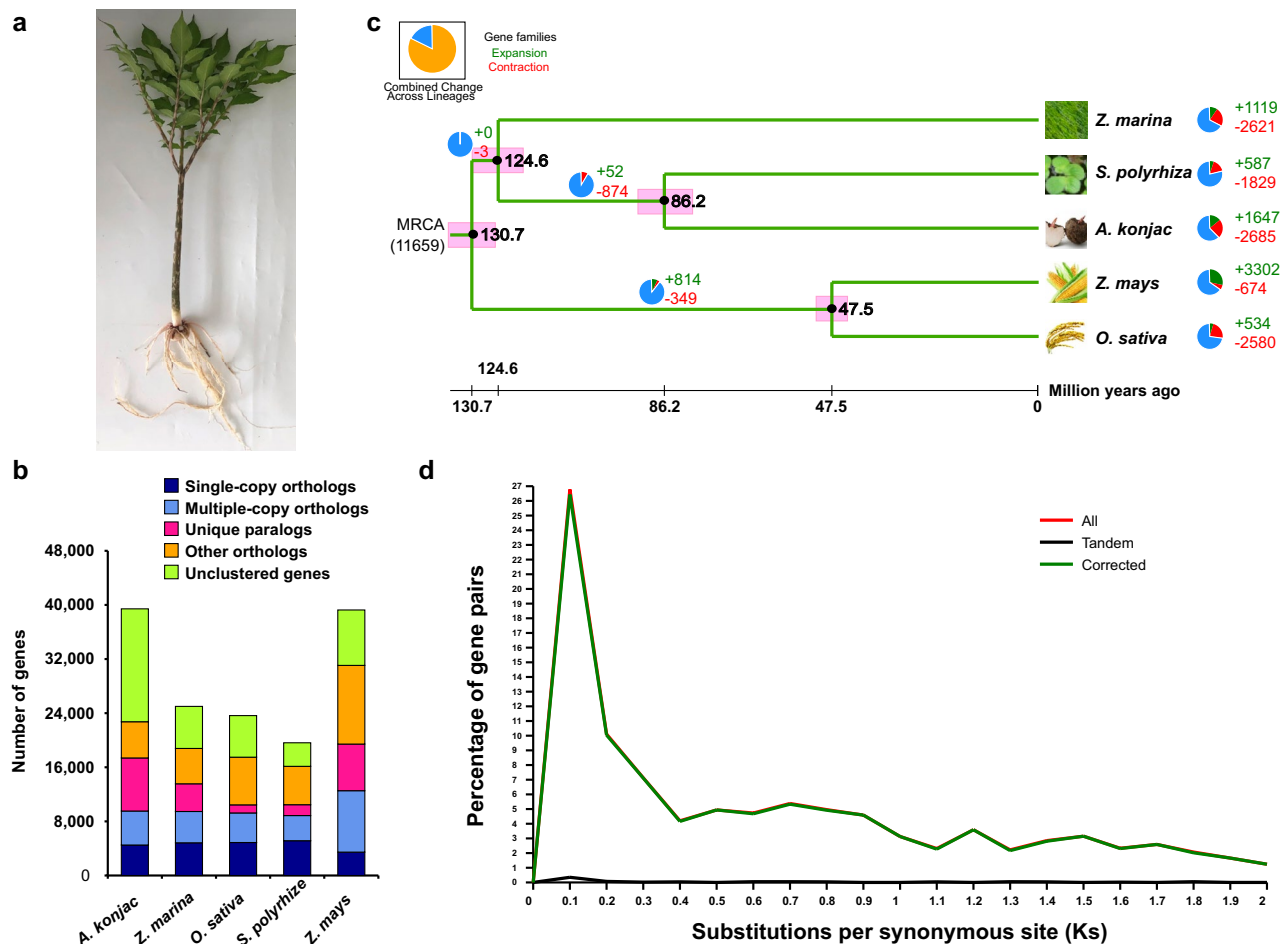 a
c
Gene families
Expansion
Contraction
Combined Change
Across Lineages
+0
-3
124.6
+52
-874
86.2
MRCA
(11659)
130.7
+814
-349
47.5
Z. marina
+1119
-2621
S. polyrhiza
+587
-1829
A. konjac
+1647
-2685
Z. mays
+3302
-674
O. sativa
+534
-2580
124.6
130.7
86.2
47.5
0
Million years ago
b
Single-copy orthologs
Multiple-copy orthologs
Unique paralogs
Other orthologs
Unclustered genes
Number of genes
48,000
40,000
32,000
24,000
16,000
8,000
0
A. konjac
Z. marina
O. sativa
S. polyrhize
Z. mays
d
Percentage of gene pairs
27
26
25
24
23
22
21
20
19
18
17
16
15
14
13
12
11
10
9
8
7
6
5
4
3
2
1
0
All
Tandem
Corrected
0 0.1 0.2 0.3 0.4 0.5 0.6 0.7 0.8 0.9 1 1.1 1.2 1.3 1.4 1.5 1.6 1.7 1.8 1.9 2
Substitutions per synonymous site (Ks)